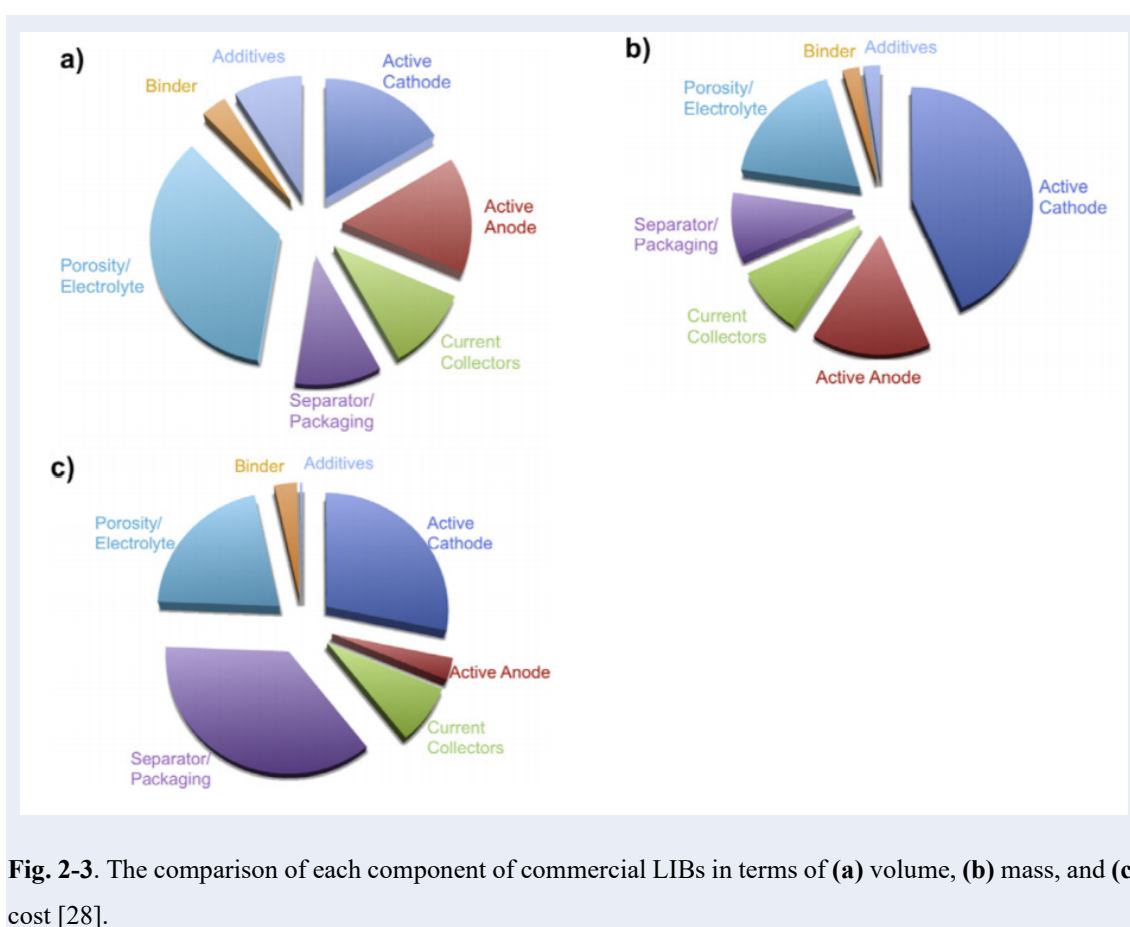 a)
Additives
Active
Cathode
Binder
Active
Anode
Porosity/
Electrolyte
Current
Collectors
Separator/
Packaging
b)
Binder
Additives
Porosity/
Electrolyte
Active
Cathode
Separator/
Packaging
Current
Collectors
Active Anode
c)
Binder
Additives
Porosity/
Electrolyte
Active
Cathode
Active Anode
Current
Collectors
Separator/
Packaging
Fig. 2-3. The comparison of each component of commercial LIBs in terms of (a) volume, (b) mass, and (c
cost [28].